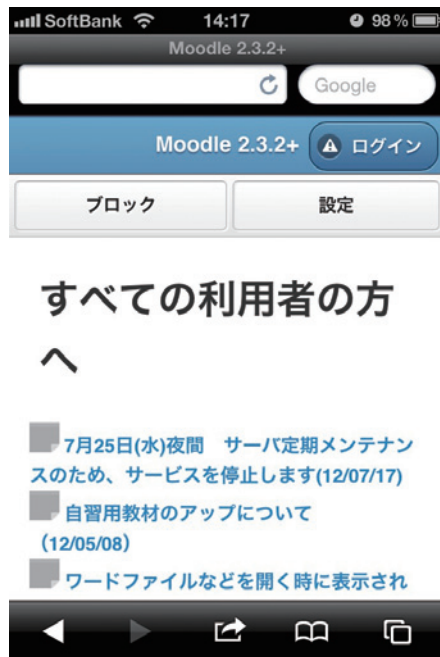 SoftBank 14:17 98%
Moodle 2.3.2+
Google
Moodle 2.3.2+ ログイン
ブロック 設定
すべての利用者の方
へ
7月25日(水)夜間　サーバ定期メンテナン
スのため、サービスを停止します(12/07/17)
自習用教材のアップについて
（12/05/08）
ワードファイルなどを開く時に表示され